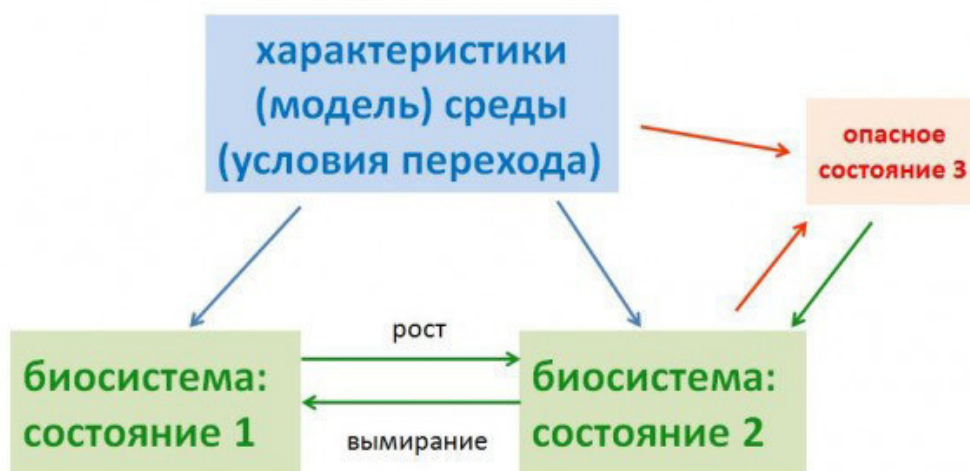 характеристики
(модель) среды
(условия перехода)
опасное
состояние 3
рост
биосистема:
состояние 1
биосистема:
состояние 2
вымирание